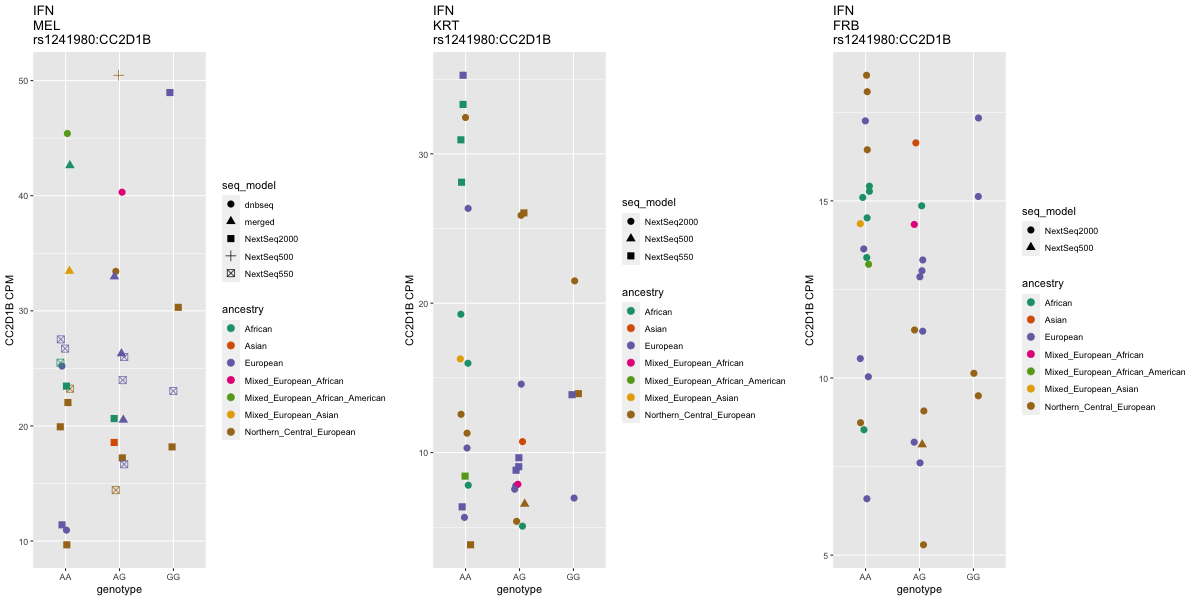 IFN
MEL
rs1241980:CC2D1B
CC2D1B CPM
50
40
30
20
10
AA
AG
GG
genotype
seq_model
dnbseq
merged
NextSeq2000
NextSeq500
NextSeq550
ancestry
African
Asian
European
Mixed_European_African
Mixed_European_African_American
Mixed_European_Asian
Northern_Central_European
IFN
KRT
rs1241980:CC2D1B
CC2D1B CPM
30
20
10
AA
AG
GG
genotype
seq_model
NextSeq2000
NextSeq500
NextSeq550
ancestry
African
Asian
European
Mixed_European_African
Mixed_European_African_American
Mixed_European_Asian
Northern_Central_European
IFN
FRB
rs1241980:CC2D1B
CC2D1B CPM
15
10
5
AA
AG
GG
genotype
seq_model
NextSeq2000
NextSeq500
ancestry
African
Asian
European
Mixed_European_African
Mixed_European_African_American
Mixed_European_Asian
Northern_Central_European